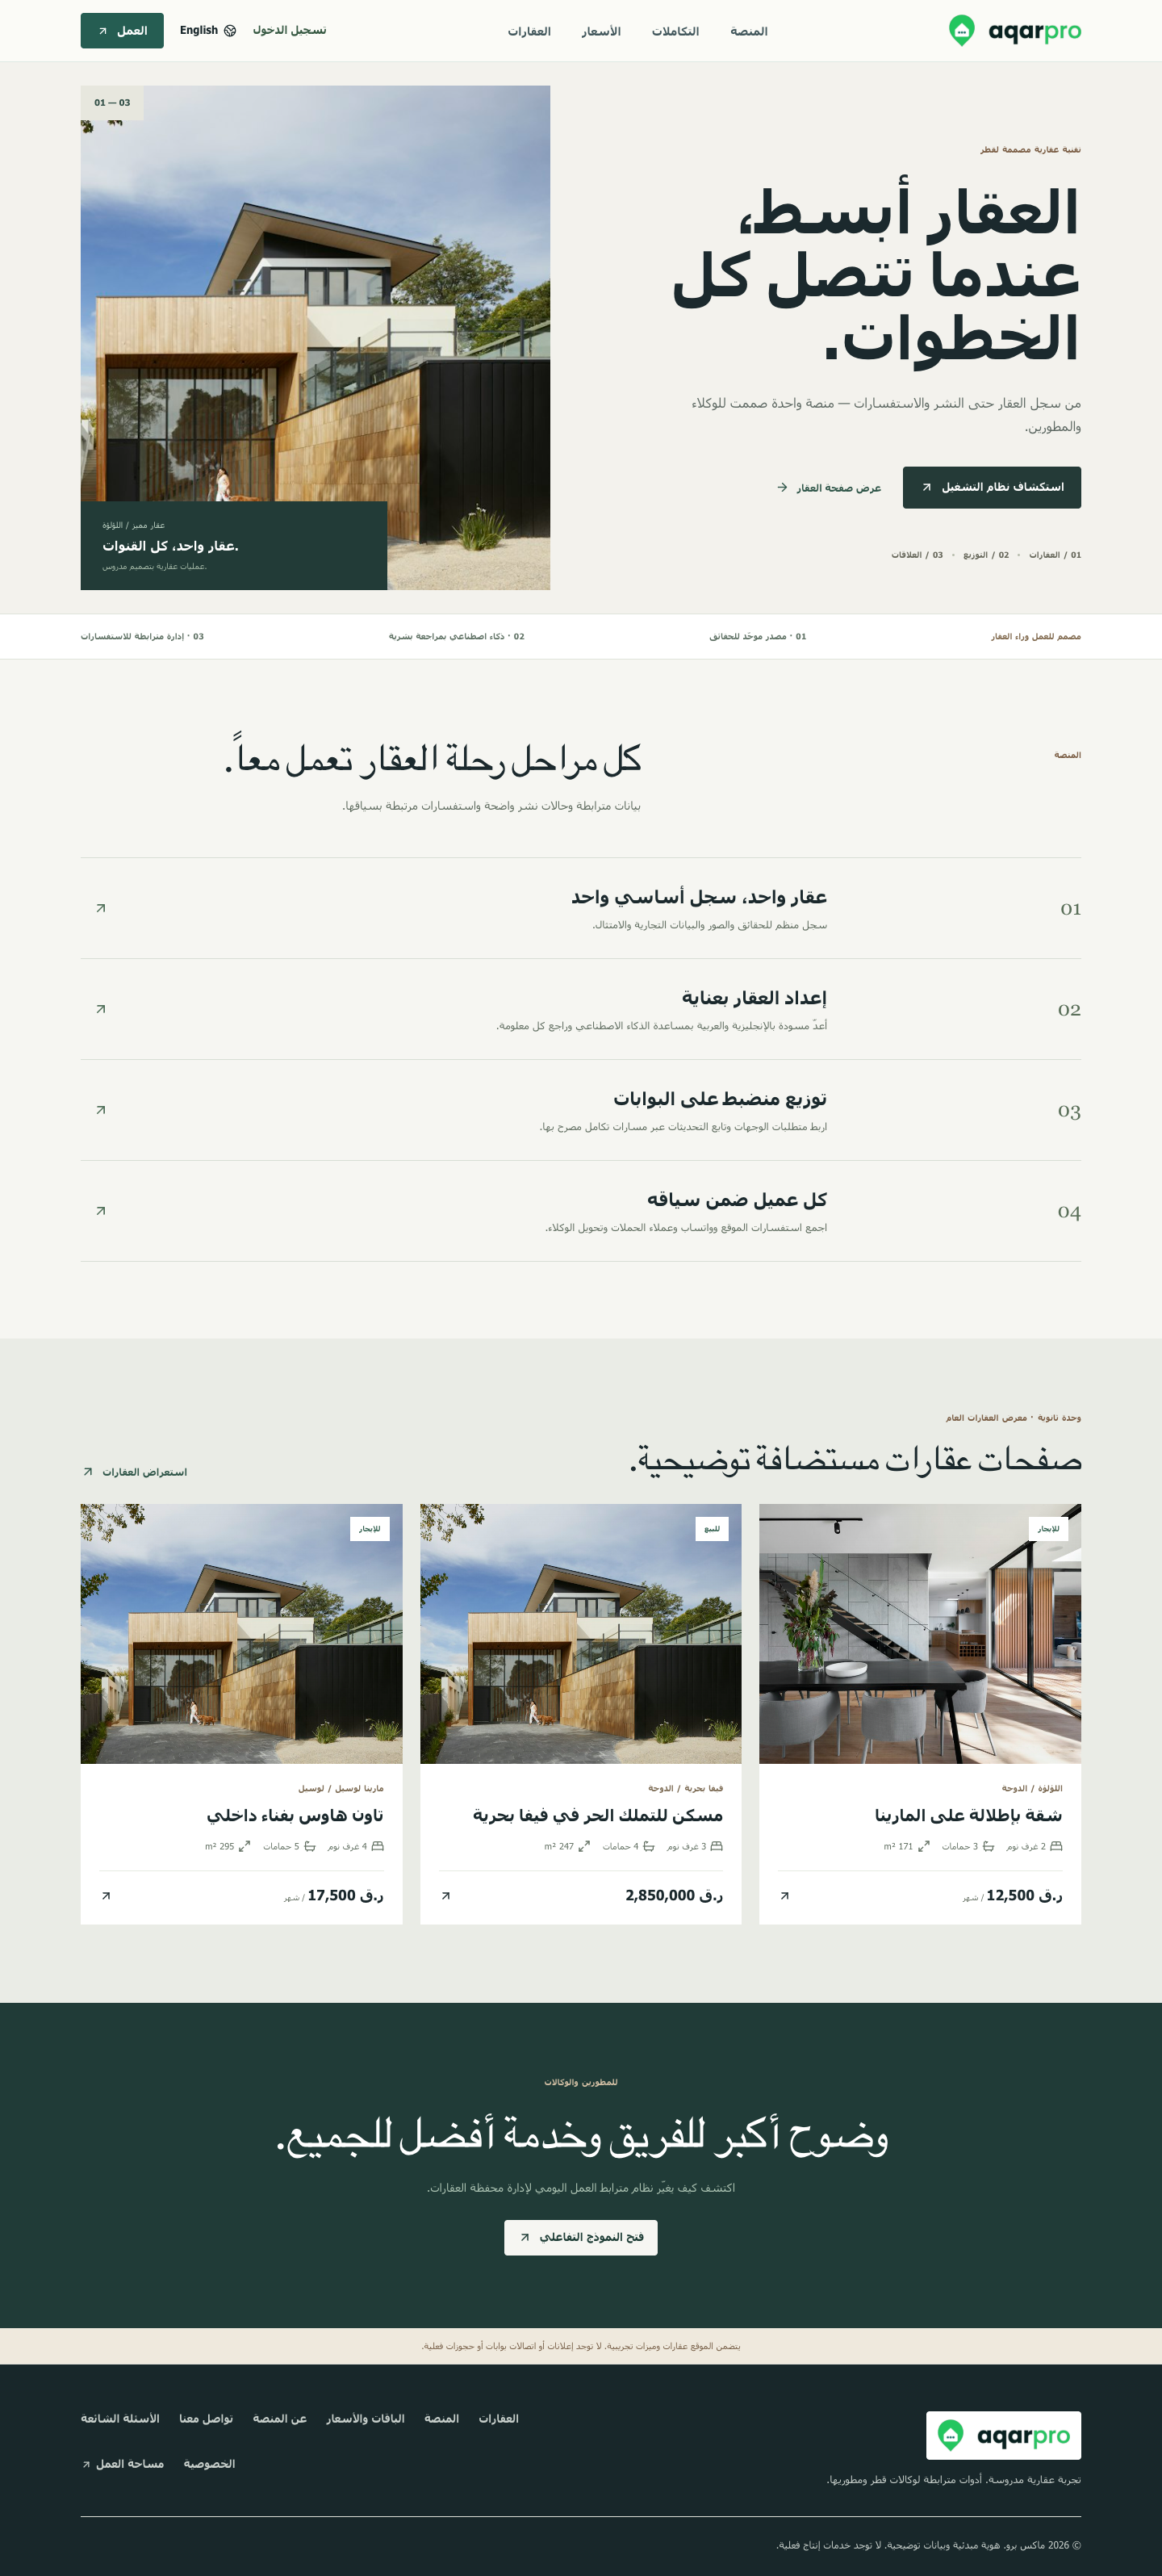 aqarpro
المنصة
التكاملات
الأسعار
العقارات
تسجيل الدخول
English
العمل
تقنية عقارية مصممة لقطر
العقار أبسط،
عندما تتصل كل
الخطوات.
من سجل العقار حتى النشر والاستفسارات — منصة واحدة صممت للوكلاء
والمطورين.
استكشاف نظام التشغيل
عرض صفحة العقار
01 / العقارات • 02 / التوزيع • 03 / العلاقات
01 — 03
عقار مميز / اللؤلؤة
عقار واحد، كل القنوات.
عمليات عقارية بتصميم مدروس.
مصمم للعمل وراء العقار
01 · مصدر موحّد للحقائق
02 · ذكاء اصطناعي بمراجعة بشرية
03 · إدارة مترابطة للاستفسارات
المنصة
كل مراحل رحلة العقار تعمل معاً.
بيانات مترابطة وحالات نشر واضحة واستفسارات مرتبطة بسياقها.
01
عقار واحد، سجل أساسي واحد
سجل منظم للحقائق والصور والبيانات التجارية والامتثال.
02
إعداد العقار بعناية
أعدّ مسودة بالإنجليزية والعربية بمساعدة الذكاء الاصطناعي وراجع كل معلومة.
03
توزيع منضبط على البوابات
اربط متطلبات الوجهات وتابع التحديثات عبر مسارات تكامل مصرح بها.
04
كل عميل ضمن سياقه
اجمع استفسارات الموقع وواتساب وعملاء الحملات وتحويل الوكلاء.
وحدة ثانوية · معرض العقارات العام
صفحات عقارات مستضافة توضيحية.
استعراض العقارات
للإيجار
اللؤلؤة / الدوحة
شقة بإطلالة على المارينا
2 غرف نوم
3 حمامات
171 m²
ر.ق 12,500 / شهر
للبيع
فيفا بحرية / الدوحة
مسكن للتملك الحر في فيفا بحرية
3 غرف نوم
4 حمامات
247 m²
ر.ق 2,850,000
للإيجار
مارينا لوسيل / لوسيل
تاون هاوس بفناء داخلي
4 غرف نوم
5 حمامات
295 m²
ر.ق 17,500 / شهر
للمطورين والوكالات
وضوح أكبر للفريق وخدمة أفضل للجميع.
اكتشف كيف يغيّر نظام مترابط العمل اليومي لإدارة محفظة العقارات.
فتح النموذج التفاعلي
يتضمن الموقع عقارات وميزات تجريبية. لا توجد إعلانات أو اتصالات بوابات أو حجوزات فعلية.
aqarpro
تجربة عقارية مدروسة. أدوات مترابطة لوكالات قطر ومطوريها.
العقارات
المنصة
الباقات والأسعار
عن المنصة
تواصل معنا
الأسئلة الشائعة
الخصوصية
مساحة العمل
© 2026 ماكس برو. هوية مبدئية وبيانات توضيحية. لا توجد خدمات إنتاج فعلية.